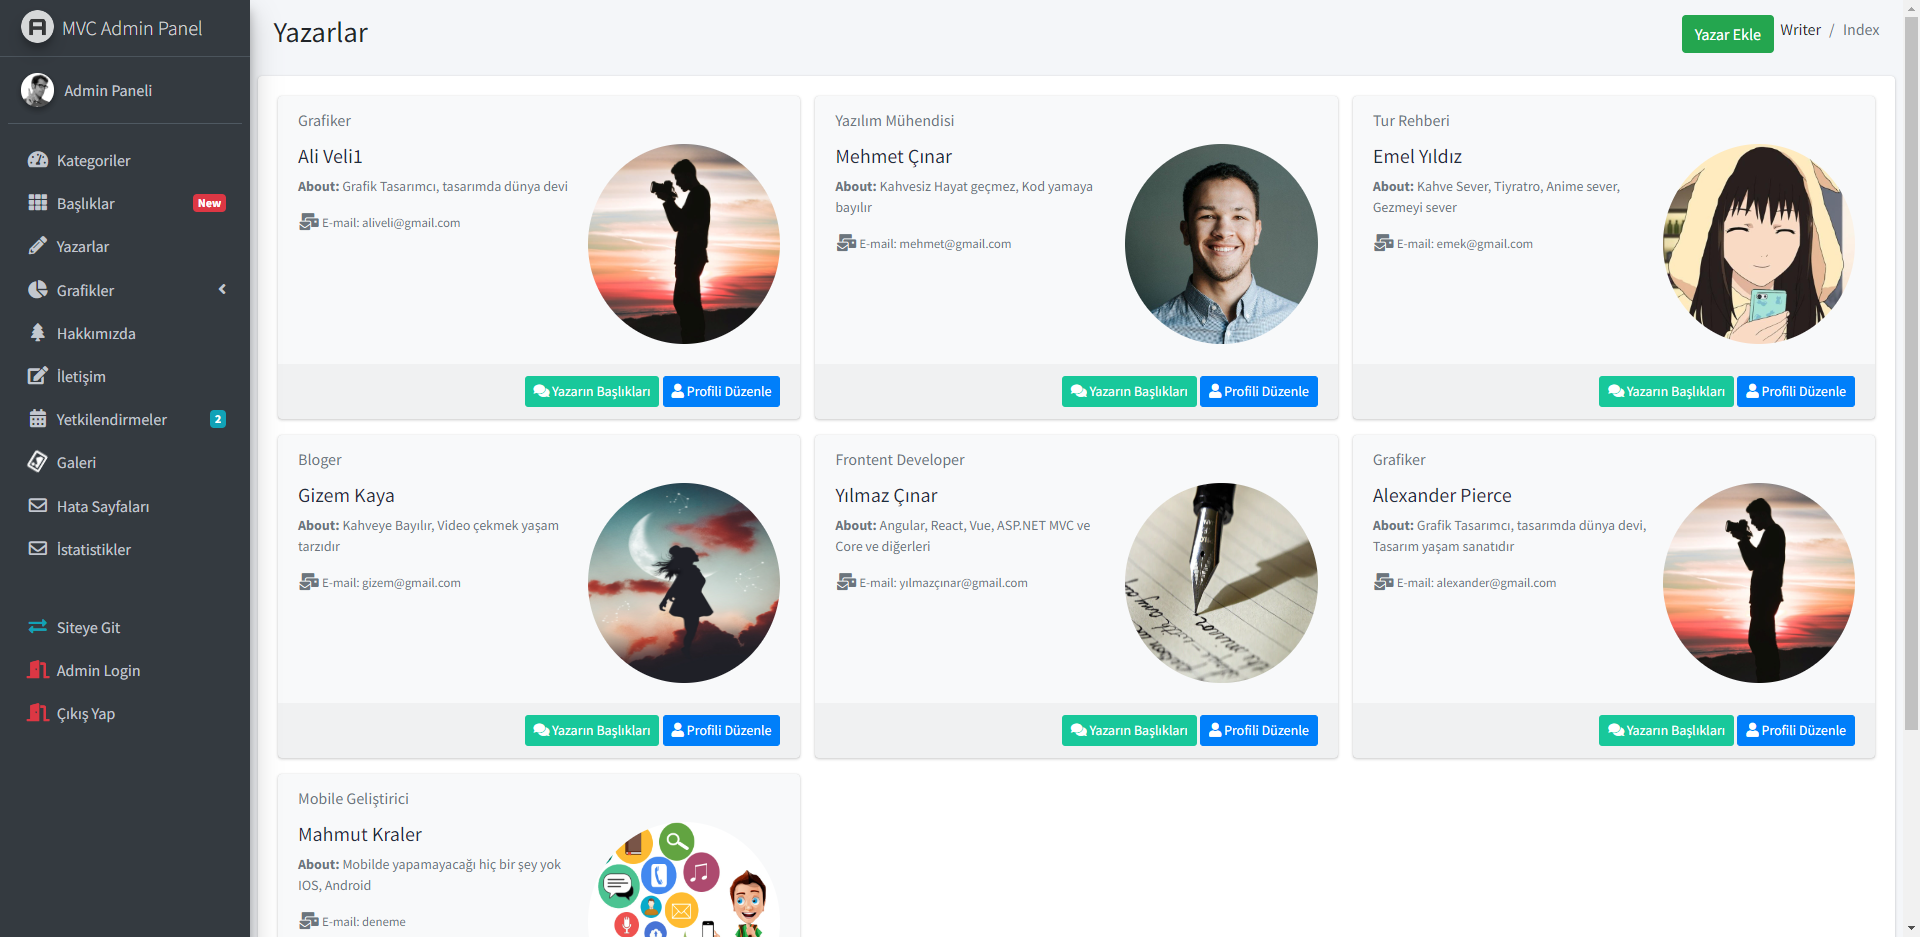 MVC Admin Panel
Admin Paneli
Kategoriler
Başlıklar New
Yazarlar
Grafikler
Hakkımızda
İletişim
Yetkilendirmeler 2
Galeri
Hata Sayfaları
İstatistikler
Siteye Git
Admin Login
Çıkış Yap
Yazarlar
Yazar Ekle Writer / Index
Grafiker
Ali Veli1
About: Grafik Tasarımcı, tasarımda dünya devi
E-mail: aliveli@gmail.com
Yazarın Başlıkları Profili Düzenle
Yazılım Mühendisi
Mehmet Çınar
About: Kahvesiz Hayat geçmez, Kod yamaya
bayılır
E-mail: mehmet@gmail.com
Yazarın Başlıkları Profili Düzenle
Tur Rehberi
Emel Yıldız
About: Kahve Sever, Tiyratro, Anime sever,
Gezmeyi sever
E-mail: emek@gmail.com
Yazarın Başlıkları Profili Düzenle
Bloger
Gizem Kaya
About: Kahveye Bayılır, Video çekmek yaşam
tarzıdır
E-mail: gizem@gmail.com
Yazarın Başlıkları Profili Düzenle
Frontent Developer
Yılmaz Çınar
About: Angular, React, Vue, ASP.NET MVC ve
Core ve diğerleri
E-mail: yılmazçınar@gmail.com
Yazarın Başlıkları Profili Düzenle
Grafiker
Alexander Pierce
About: Grafik Tasarımcı, tasarımda dünya devi,
Tasarım yaşam sanatıdır
E-mail: alexander@gmail.com
Yazarın Başlıkları Profili Düzenle
Mobile Geliştirici
Mahmut Kraler
About: Mobilde yapamayacağı hiç bir şey yok
IOS, Android
E-mail: deneme